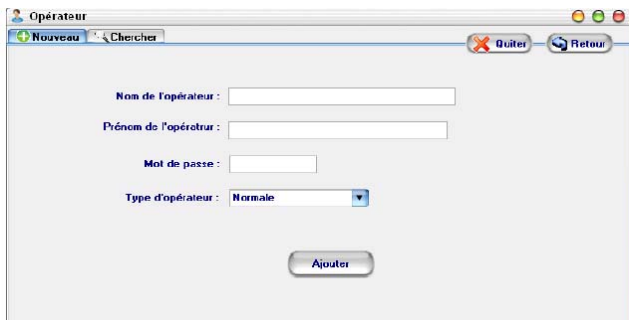 Opérateur
Nouveau Chercher Quiter Retour
Nom de l'opérateur :
Prénom de l'opératrur :
Mot de passe :
Type d'opérateur : Normale
Ajouter